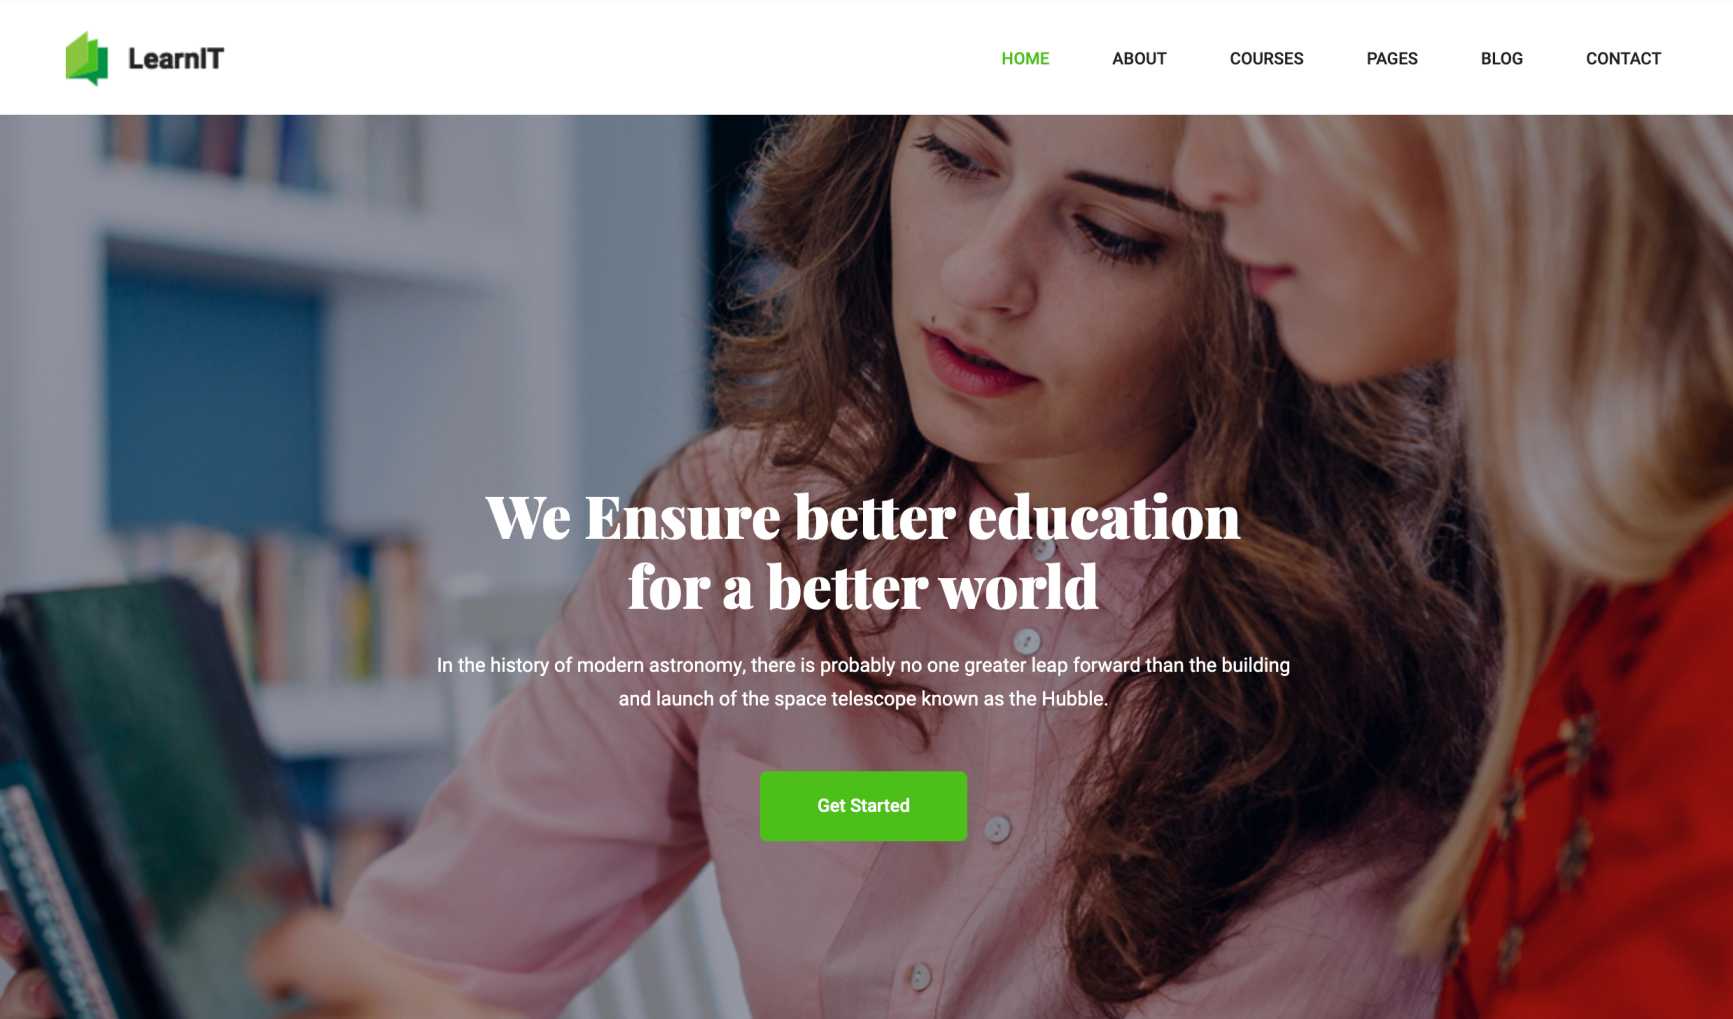 LearnIT
HOME ABOUT COURSES PAGES BLOG CONTACT
We Ensure better education
for a better world
In the history of modern astronomy, there is probably no one greater leap forward than the building
and launch of the space telescope known as the Hubble.
Get Started